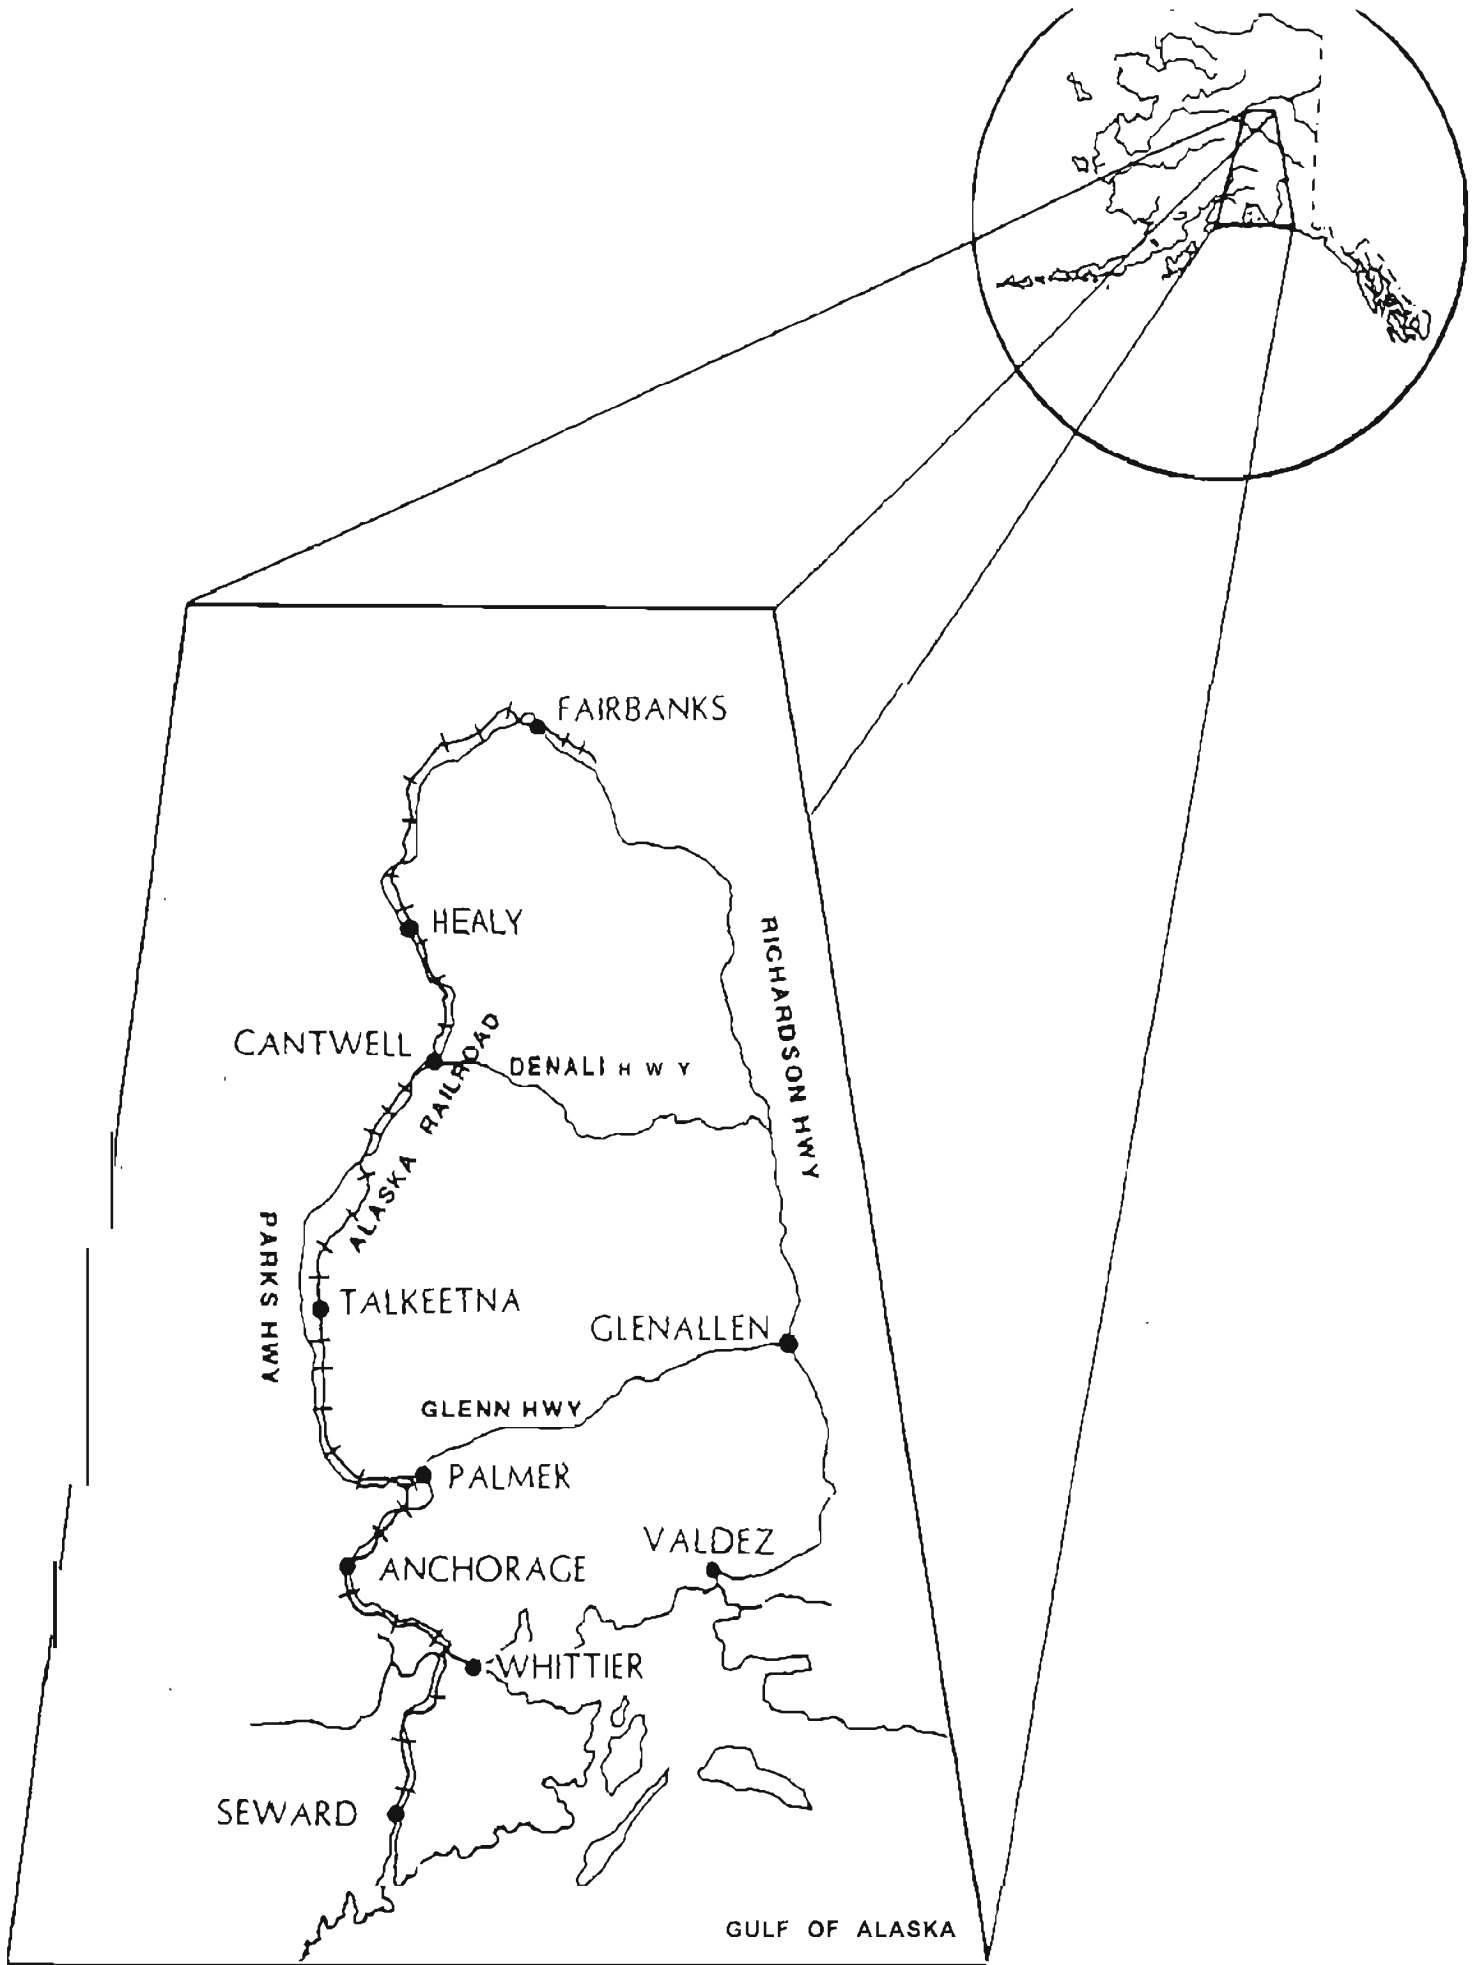 FAIRBANKS
HEALY
RICHARDSON HWY
CANTWELL
DENALI HWY
ALASKA RAILROAD
PARKS HWY
TALKEETNA
GLENALLEN
GLENN HWY
PALMER
VALDEZ
ANCHORAGE
WHITTIER
SEWARD
GULF OF ALASKA